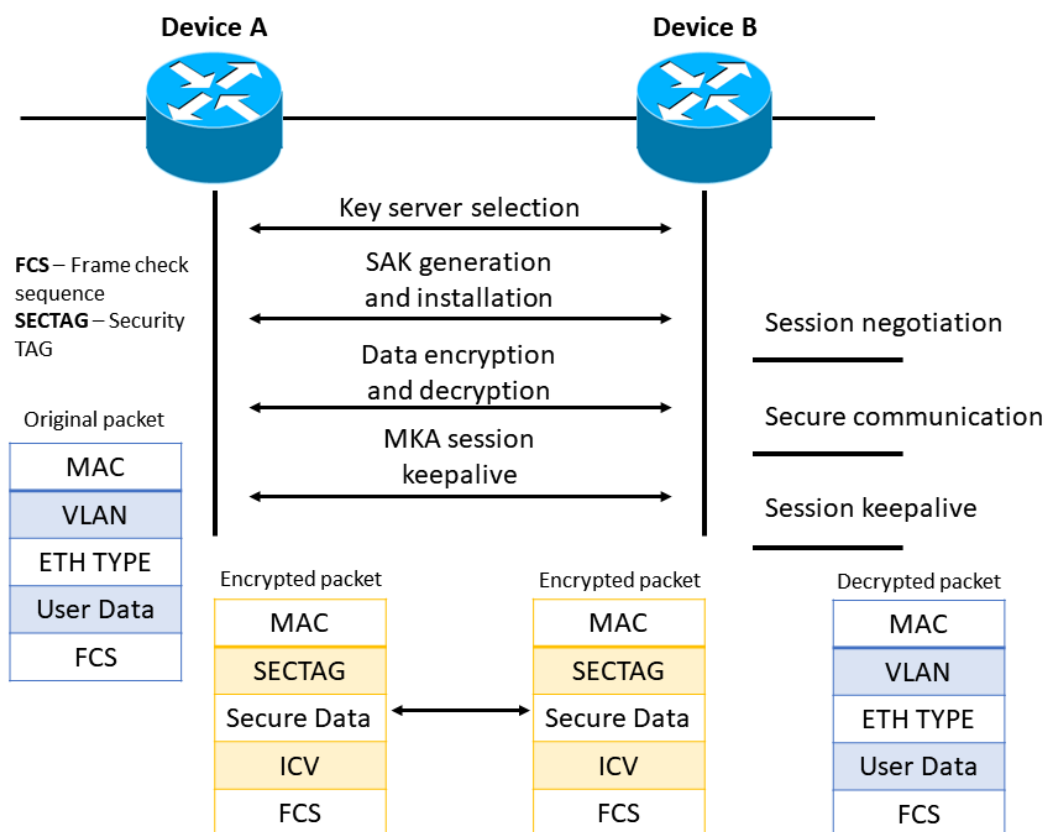 Device A
Device B
Key server selection
SAK generation
and installation
Data encryption
and decryption
MKA session
keepalive
FCS – Frame check
sequence
SECTAG – Security
TAG
Session negotiation
Secure communication
Session keepalive
Original packet
MAC
VLAN
ETH TYPE
User Data
FCS
Encrypted packet
MAC
SECTAG
Secure Data
ICV
FCS
Encrypted packet
MAC
SECTAG
Secure Data
ICV
FCS
Decrypted packet
MAC
VLAN
ETH TYPE
User Data
FCS